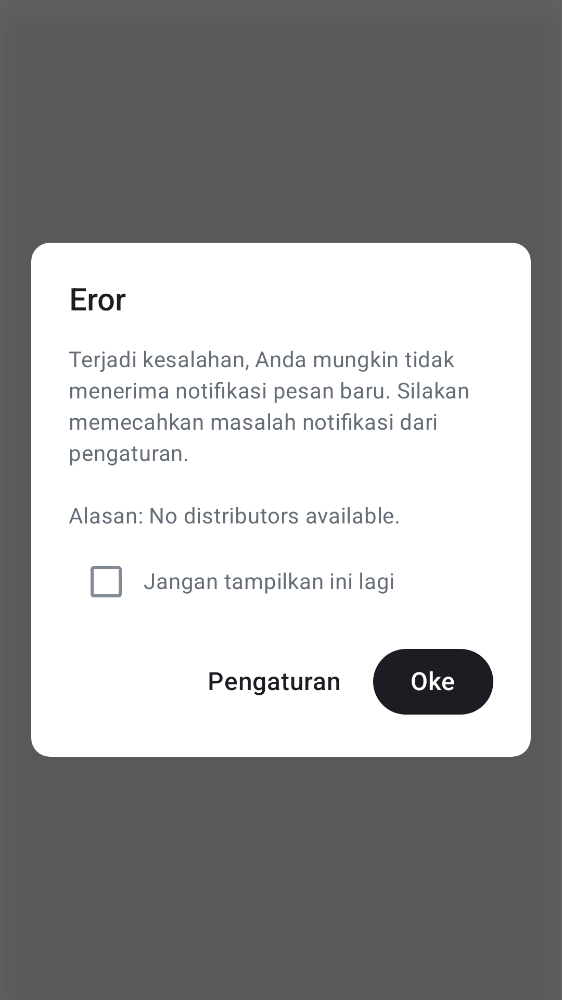 Eror
Terjadi kesalahan, Anda mungkin tidak
menerima notifikasi pesan baru. Silakan
memecahkan masalah notifikasi dari
pengaturan.
Alasan: No distributors available.
Jangan tampilkan ini lagi
Pengaturan
Oke